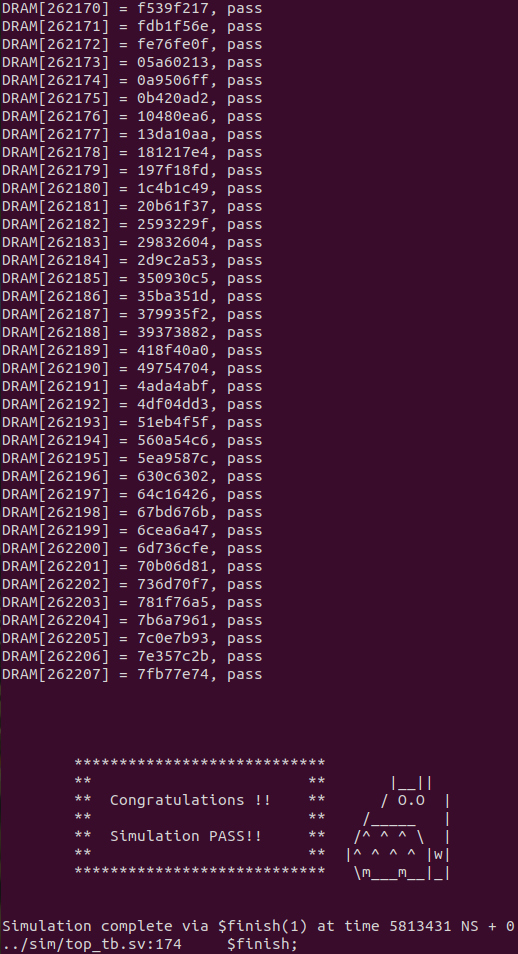 DRAM[262170] = f539f217, pass
DRAM[262171] = fdb1f56e, pass
DRAM[262172] = fe76fe0f, pass
DRAM[262173] = 05a60213, pass
DRAM[262174] = 0a9506ff, pass
DRAM[262175] = 0b420ad2, pass
DRAM[262176] = 10480ea6, pass
DRAM[262177] = 13da10aa, pass
DRAM[262178] = 181217e4, pass
DRAM[262179] = 197f18fd, pass
DRAM[262180] = 1c4b1c49, pass
DRAM[262181] = 20b61f37, pass
DRAM[262182] = 2593229f, pass
DRAM[262183] = 29832604, pass
DRAM[262184] = 2d9c2a53, pass
DRAM[262185] = 350930c5, pass
DRAM[262186] = 35ba351d, pass
DRAM[262187] = 379935f2, pass
DRAM[262188] = 39373882, pass
DRAM[262189] = 418f40a0, pass
DRAM[262190] = 49754704, pass
DRAM[262191] = 4ada4abf, pass
DRAM[262192] = 4df04dd3, pass
DRAM[262193] = 51eb4f5f, pass
DRAM[262194] = 560a54c6, pass
DRAM[262195] = 5ea9587c, pass
DRAM[262196] = 630c6302, pass
DRAM[262197] = 64c16426, pass
DRAM[262198] = 67bd676b, pass
DRAM[262199] = 6cea6a47, pass
DRAM[262200] = 6d736cfe, pass
DRAM[262201] = 70b06d81, pass
DRAM[262202] = 736d70f7, pass
DRAM[262203] = 781f76a5, pass
DRAM[262204] = 7b6a7961, pass
DRAM[262205] = 7c0e7b93, pass
DRAM[262206] = 7e357c2b, pass
DRAM[262207] = 7fb77e74, pass
        ****************************
        **                        **       |__||
        **  Congratulations !!    **      / O.O  |
        **                        **    /_____   |
        **  Simulation PASS!!     **   /^ ^ ^ \  |
        **                        **  |^ ^ ^ ^ |w|
        ****************************   \m___m__|_|
Simulation complete via $finish(1) at time 5813431 NS + 0
../sim/top_tb.sv:174     $finish;